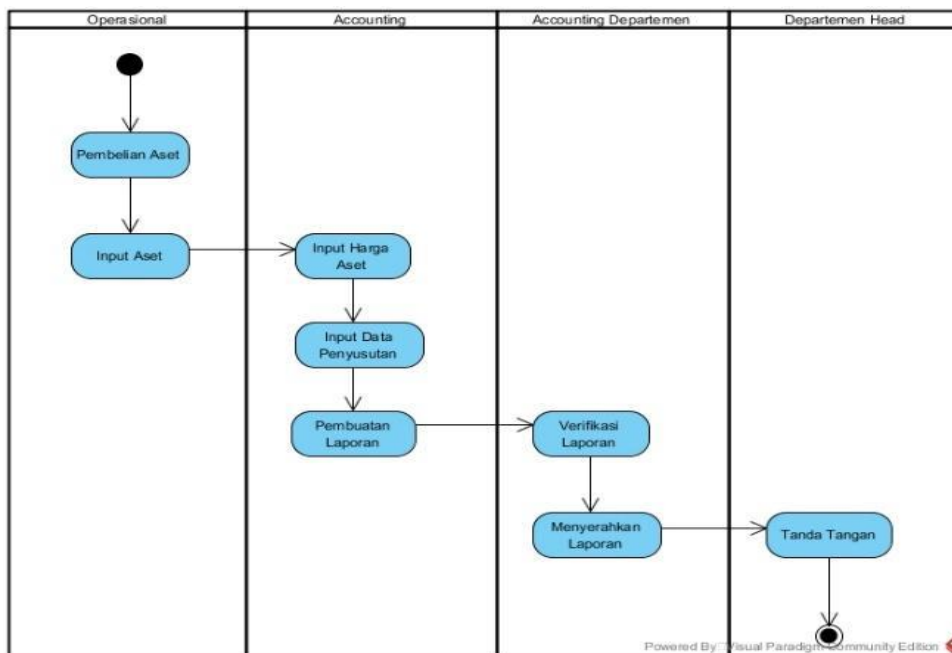 Operasional
Accounting
Accounting Departemen
Departemen Head
Pembelian Aset
Input Aset
Input Harga
Aset
Input Data
Penyusutan
Pembuatan
Laporan
Verifikasi
Laporan
Menyerahkan
Laporan
Tanda Tangan
Powered By Visual Paradigm Community Edition